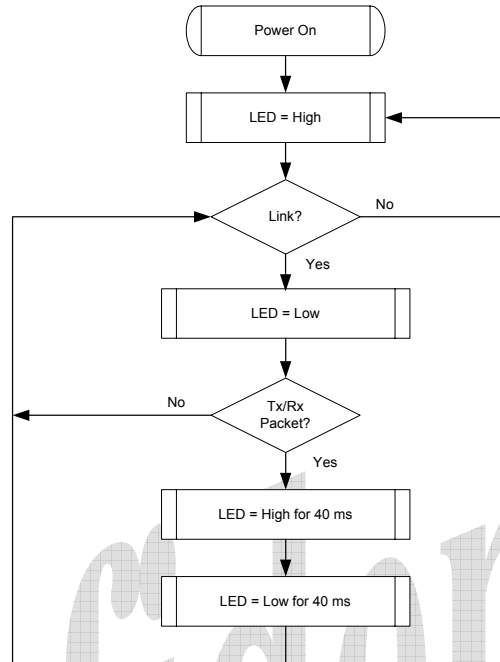 Power On
LED = High
Link?
No
Yes
LED = Low
Tx/Rx
Packet?
No
Yes
LED = High for 40 ms
LED = Low for 40 ms